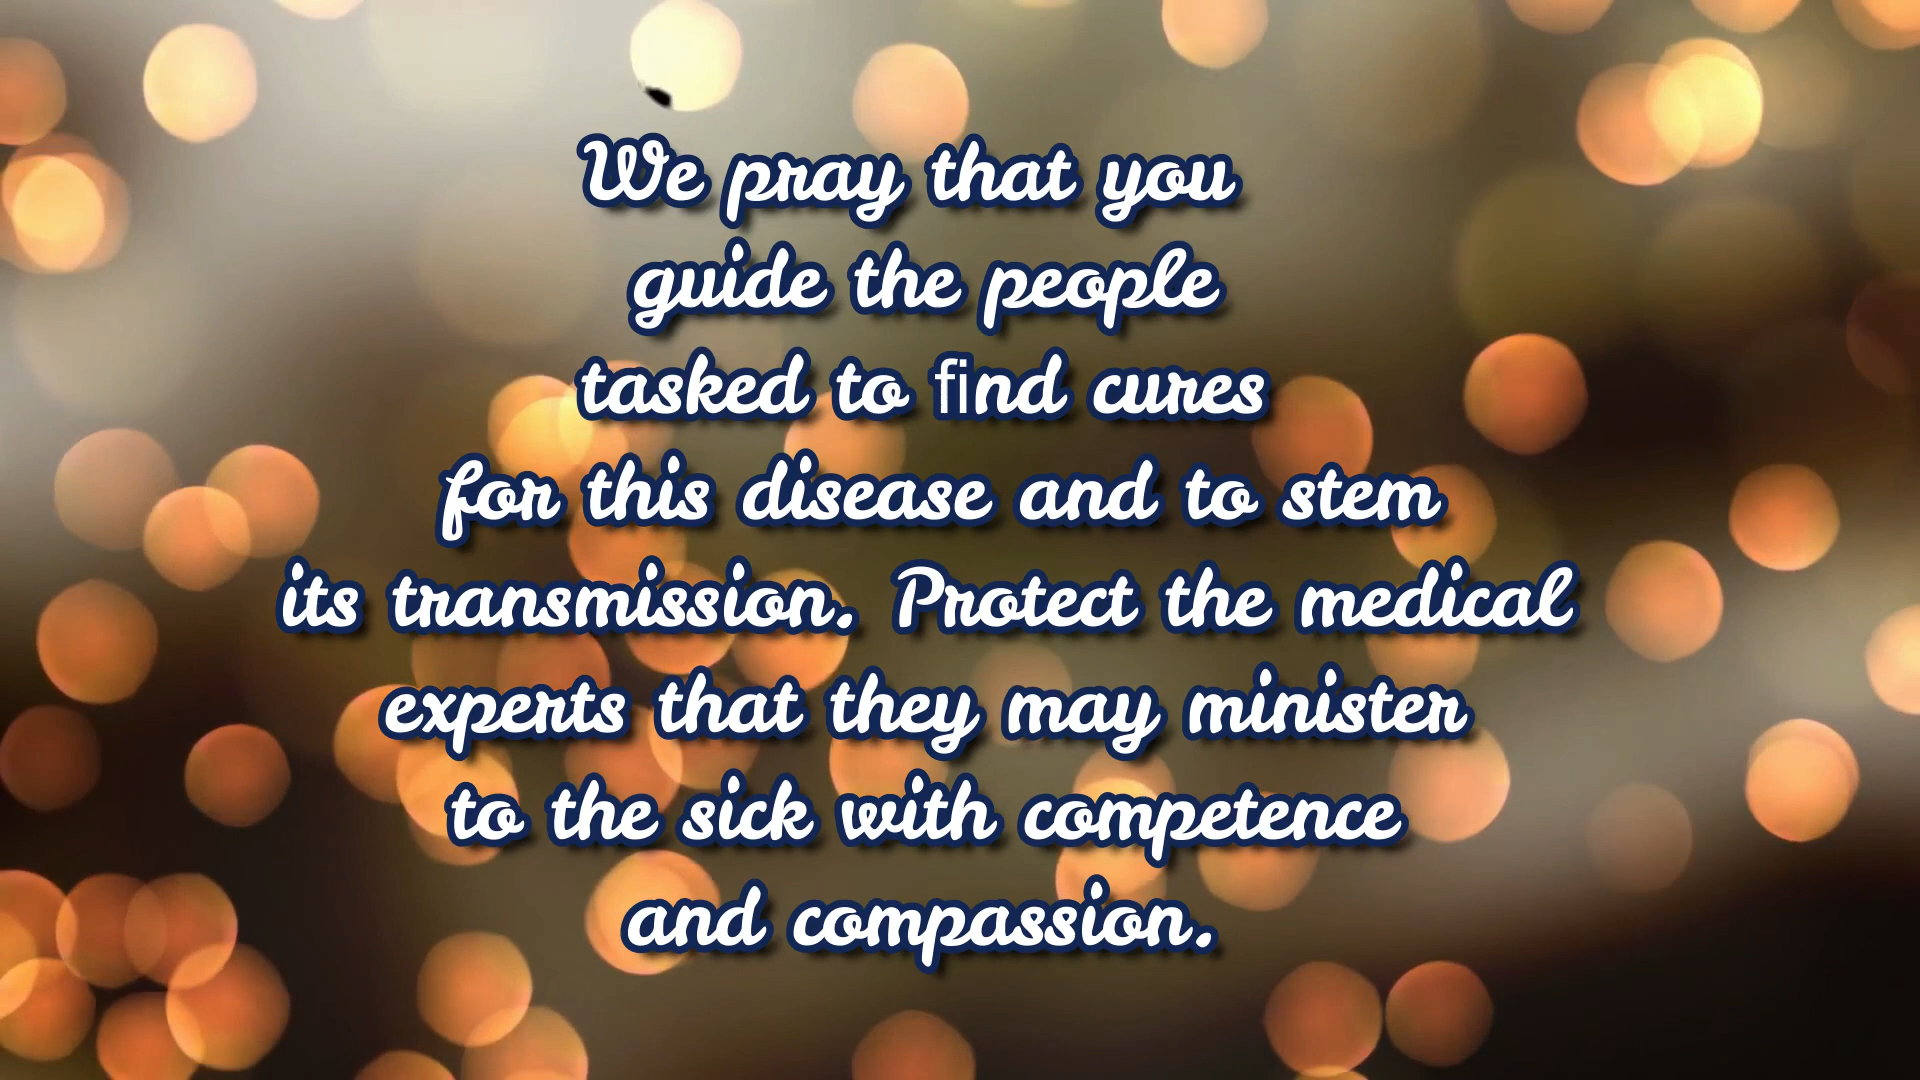 We pray that you
guide the people
tasked to find cures
for this disease and to stem
its transmission. Protect the medical
experts that they may minister
to the sick with competence
and compassion.